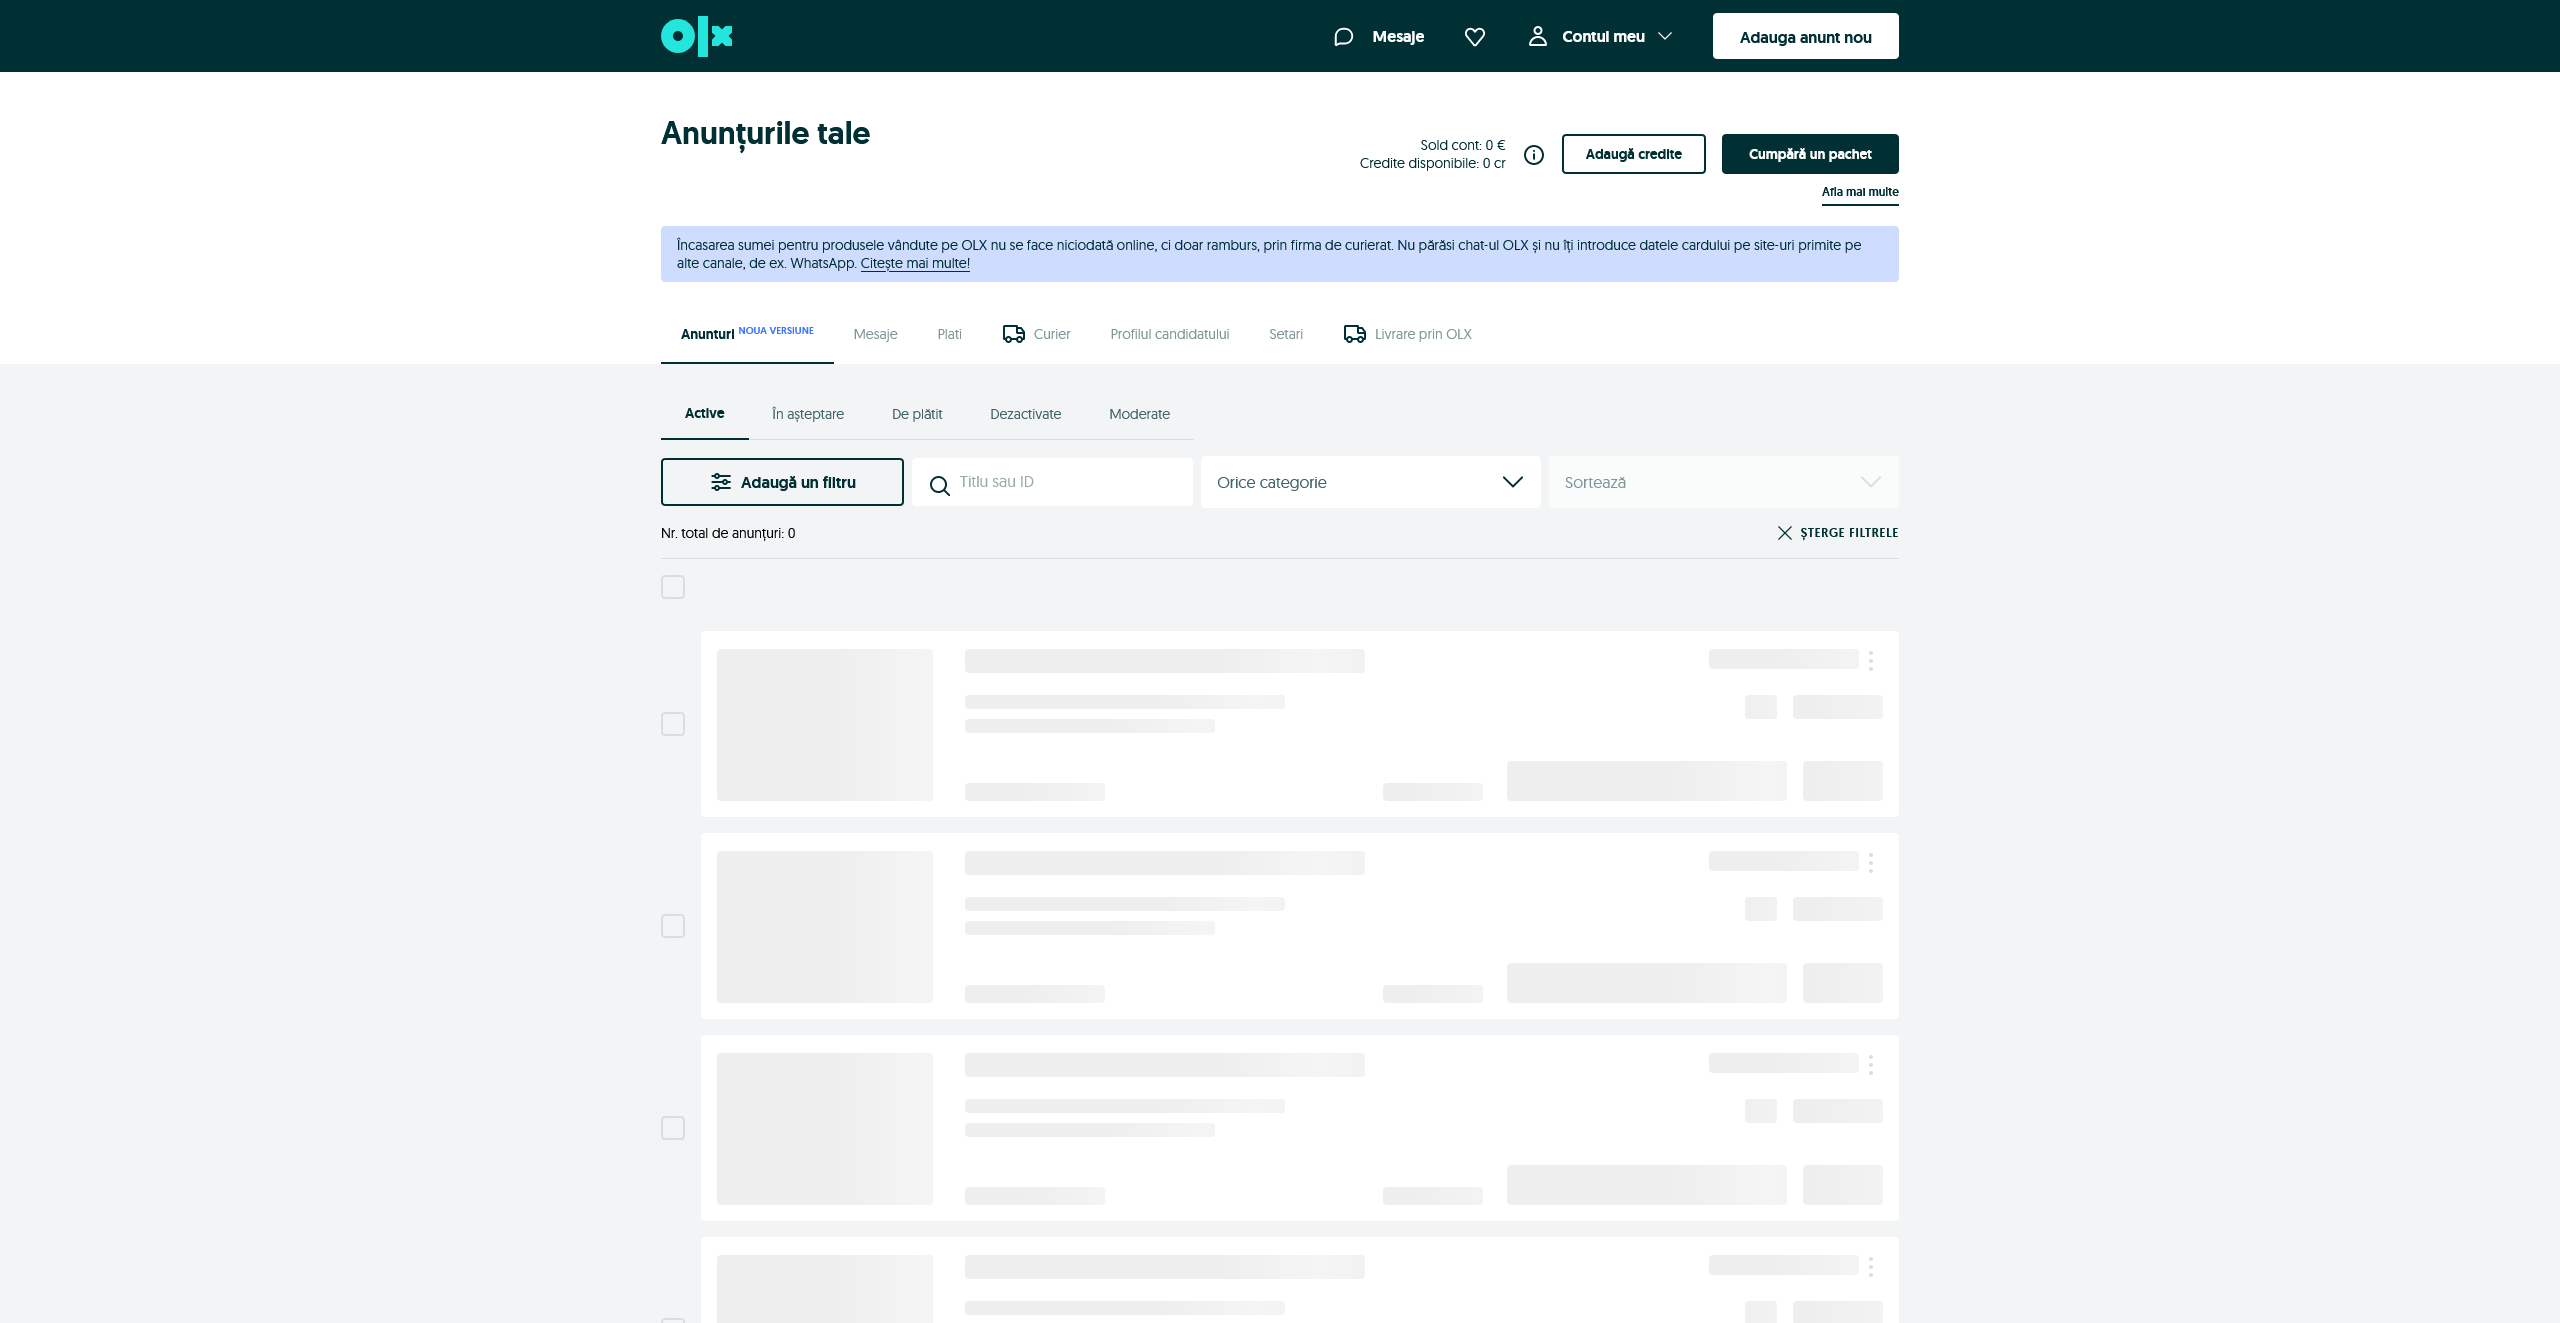 olx
Mesaje
Contul meu
Adauga anunt nou
Anunțurile tale
Sold cont: 0 €
Credite disponibile: 0 cr
Adaugă credite
Cumpără un pachet
Afla mai multe
Încasarea sumei pentru produsele vândute pe OLX nu se face niciodată online, ci doar ramburs, prin firma de curierat. Nu părăsi chat-ul OLX și nu îți introduce datele cardului pe site-uri primite pe
alte canale, de ex. WhatsApp. Citește mai multe!
Anunturi NOUA VERSIUNE
Mesaje
Plati
Curier
Profilul candidatului
Setari
Livrare prin OLX
Active
În așteptare
De plătit
Dezactivate
Moderate
Adaugă un filtru
Titlu sau ID
Orice categorie
Sortează
Nr. total de anunțuri: 0
ȘTERGE FILTRELE